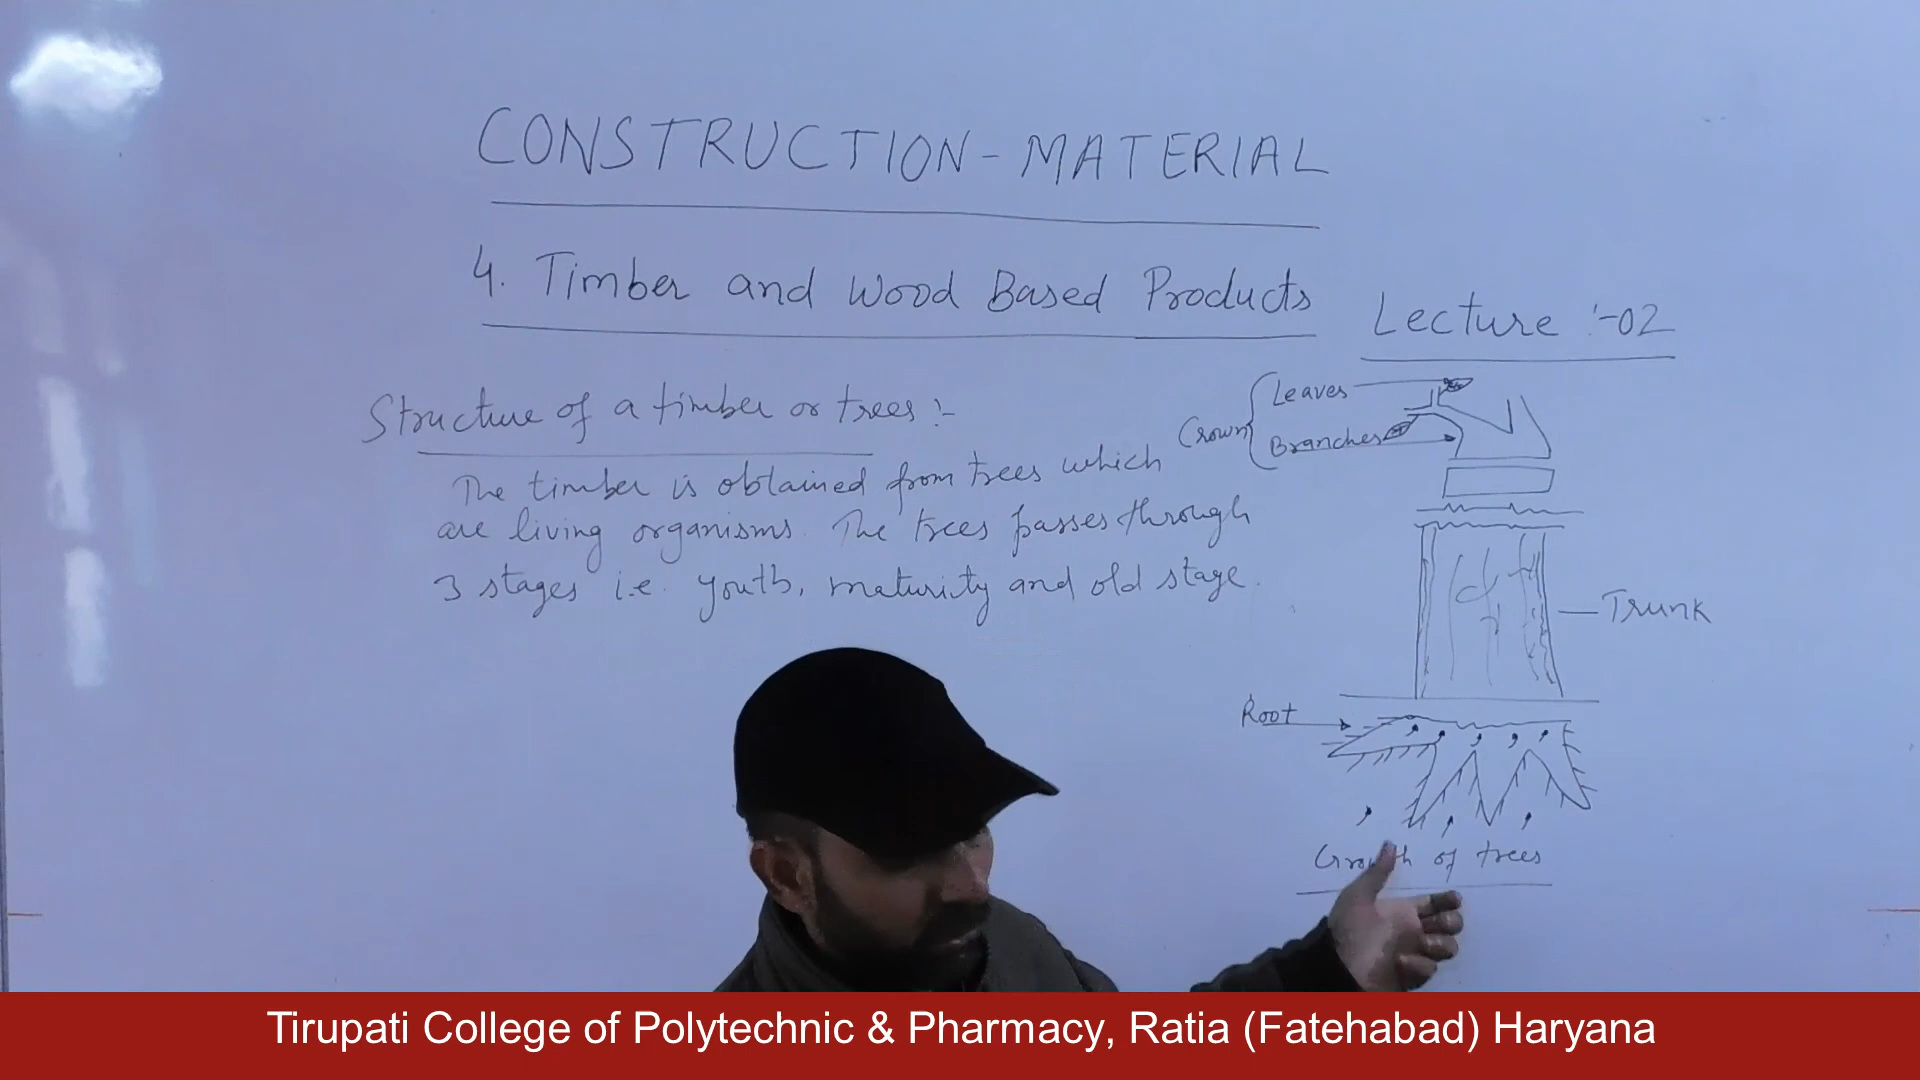 CONSTRUCTION-MATERIAL
4. Timber and Wood Based Products
Lecture :-02
Structure of a timber or trees :-
The timber is obtained from trees which
are living organisms. The trees passes through
3 stages i.e. youth, maturity and old stage.
Crown
Leaves
Branches
Trunk
Root
Growth of trees
Tirupati College of Polytechnic & Pharmacy, Ratia (Fatehabad) Haryana